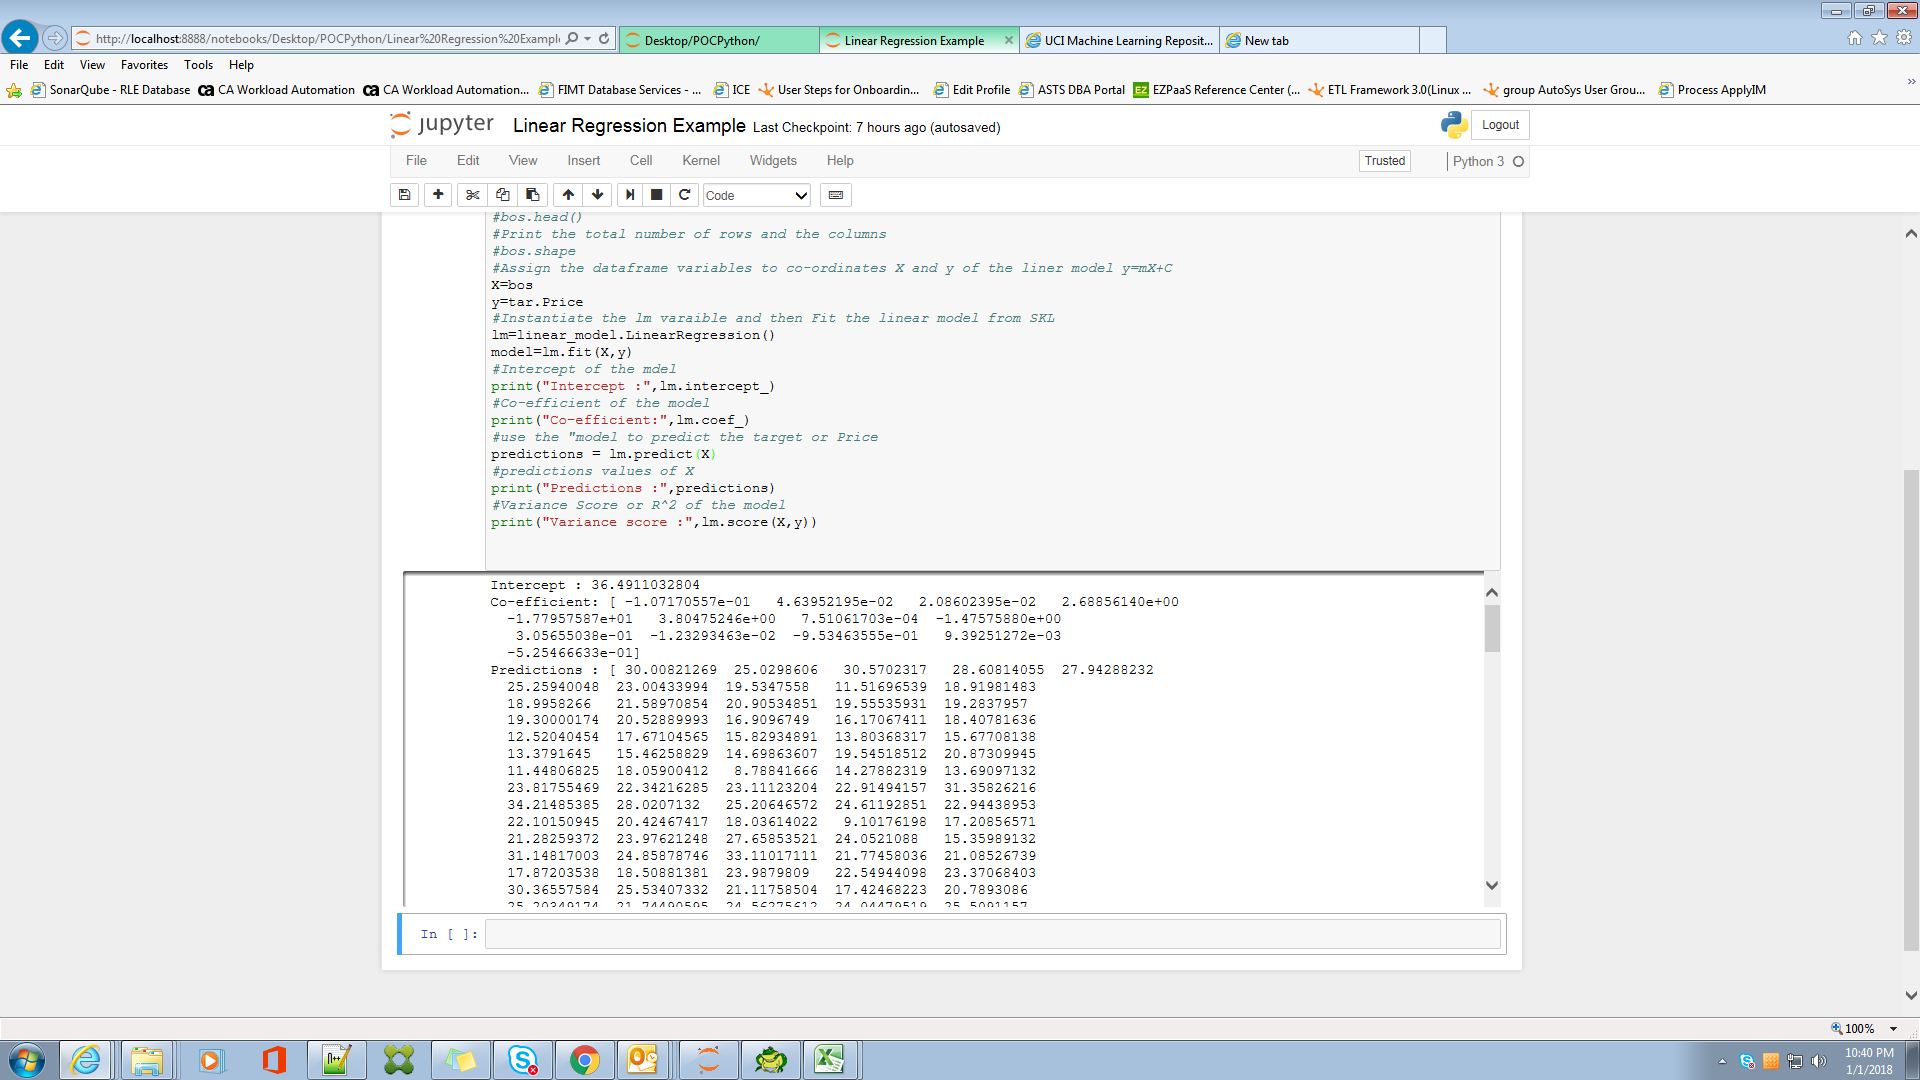 http://localhost:8888/notebooks/Desktop/POCPython/Linear%20Regression%20Exampl
Desktop/POCPython/
Linear Regression Example
UCI Machine Learning Reposit...
New tab
File Edit View Favorites Tools Help
SonarQube - RLE Database
CA Workload Automation
CA Workload Automation...
FIMT Database Services - ...
ICE
User Steps for Onboardin...
Edit Profile
ASTS DBA Portal
EZPaaS Reference Center (...
ETL Framework 3.0(Linux ...
group AutoSys User Grou...
Process ApplyIM
jupyter Linear Regression Example Last Checkpoint: 7 hours ago (autosaved)
Logout
File Edit View Insert Cell Kernel Widgets Help
Trusted
Python 3
Code
#bos.head()
#Print the total number of rows and the columns
#bos.shape
#Assign the dataframe variables to co-ordinates X and y of the liner model y=mX+C
X=bos
y=tar.Price
#Instantiate the lm varaible and then Fit the linear model from SKL
lm=linear_model.LinearRegression()
model=lm.fit(X,y)
#Intercept of the mdel
print("Intercept :",lm.intercept_)
#Co-efficient of the model
print("Co-efficient:",lm.coef_)
#use the "model to predict the target or Price
predictions = lm.predict(X)
#predictions values of X
print("Predictions :",predictions)
#Variance Score or R^2 of the model
print("Variance score :",lm.score(X,y))
Intercept : 36.4911032804
Co-efficient: [ -1.07170557e-01 4.63952195e-02 2.08602395e-02 2.68856140e+00
-1.77957587e+01 3.80475246e+00 7.51061703e-04 -1.47575880e+00
3.05655038e-01 -1.23293463e-02 -9.53463555e-01 9.39251272e-03
-5.25466633e-01]
Predictions : [ 30.00821269 25.0298606 30.5702317 28.60814055 27.94288232
25.25940048 23.00433994 19.5347558 11.51696539 18.91981483
18.9958266 21.58970854 20.90534851 19.55535931 19.2837957
19.30000174 20.52889993 16.9096749 16.17067411 18.40781636
12.52040454 17.67104565 15.82934891 13.80368317 15.67708138
13.3791645 15.46258829 14.69863607 19.54518512 20.87309945
11.44806825 18.05900412 8.78841666 14.27882319 13.69097132
23.81755469 22.34216285 23.11123204 22.91494157 31.35826216
34.21485385 28.0207132 25.20646572 24.61192851 22.94438953
22.10150945 20.42467417 18.03614022 9.10176198 17.20856571
21.28259372 23.97621248 27.65853521 24.0521088 15.35989132
31.14817003 24.85878746 33.11017111 21.77458036 21.08526739
17.87203538 18.50881381 23.9879809 22.54944098 23.37068403
30.36557584 25.53407332 21.11758504 17.42468223 20.7893086
25.20349174 21.74490595 24.56275612 24.04479519 25.5091157
In [ ]:
100%
10:40 PM
1/1/2018